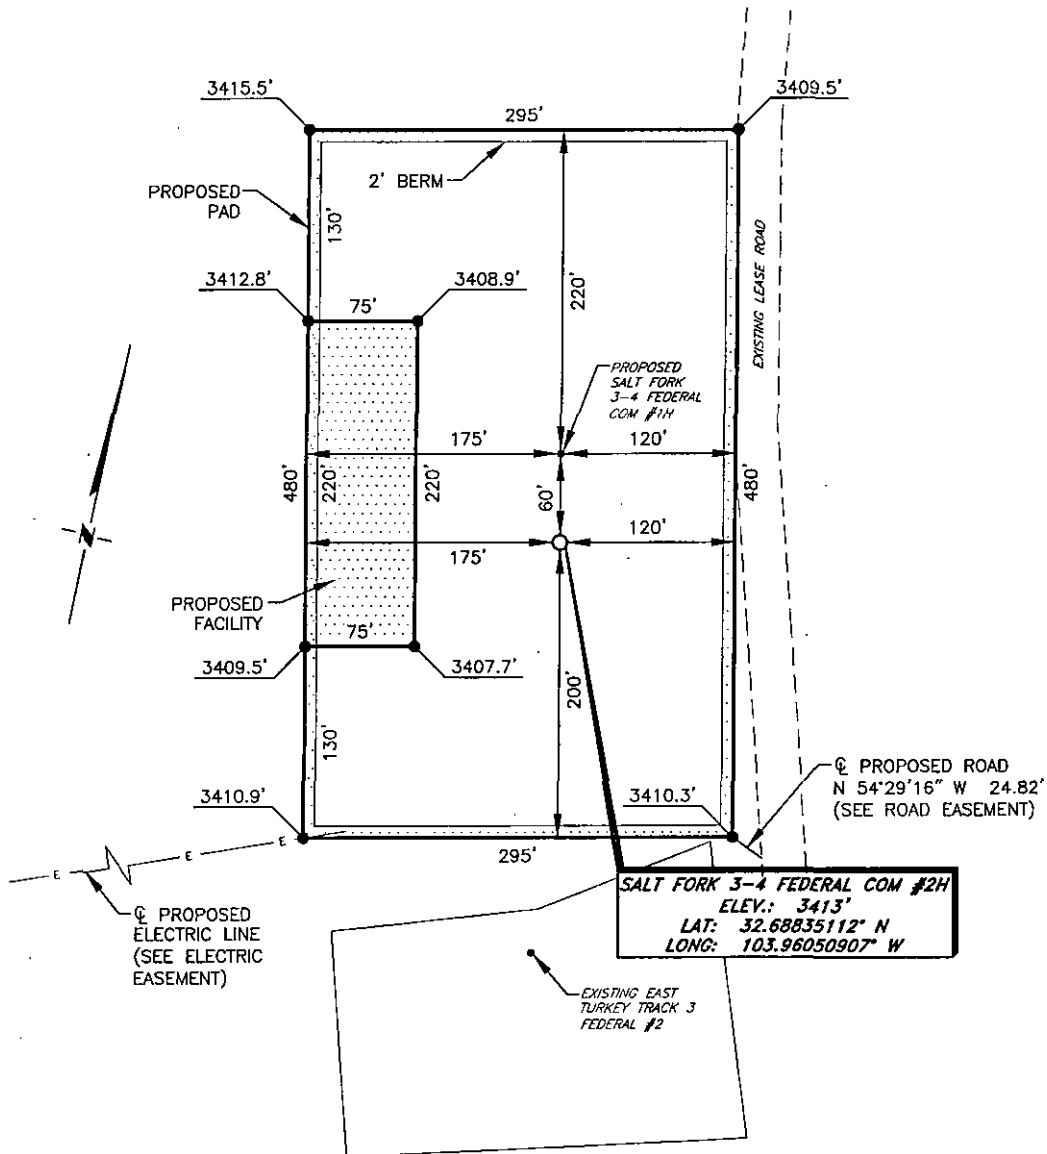 3415.5'
3409.5'
295'
2' BERM
PROPOSED
PAD
130'
EXISTING LEASE ROAD
3412.8'
75'
3408.9'
220'
PROPOSED
SALT FORK
3-4 FEDERAL
COM #1H
175'
120'
480'
220'
220'
60'
480'
175'
120'
N
PROPOSED
FACILITY
75'
3409.5'
3407.7'
200'
130'
3410.9'
3410.3'
℄ PROPOSED ROAD
N 54°29'16" W 24.82'
(SEE ROAD EASEMENT)
E
E
E
295'
℄ PROPOSED
ELECTRIC LINE
(SEE ELECTRIC
EASEMENT)
SALT FORK 3-4 FEDERAL COM #2H
ELEV.: 3413'
LAT: 32.68835112° N
LONG: 103.96050907° W
EXISTING EAST
TURKEY TRACK 3
FEDERAL #2